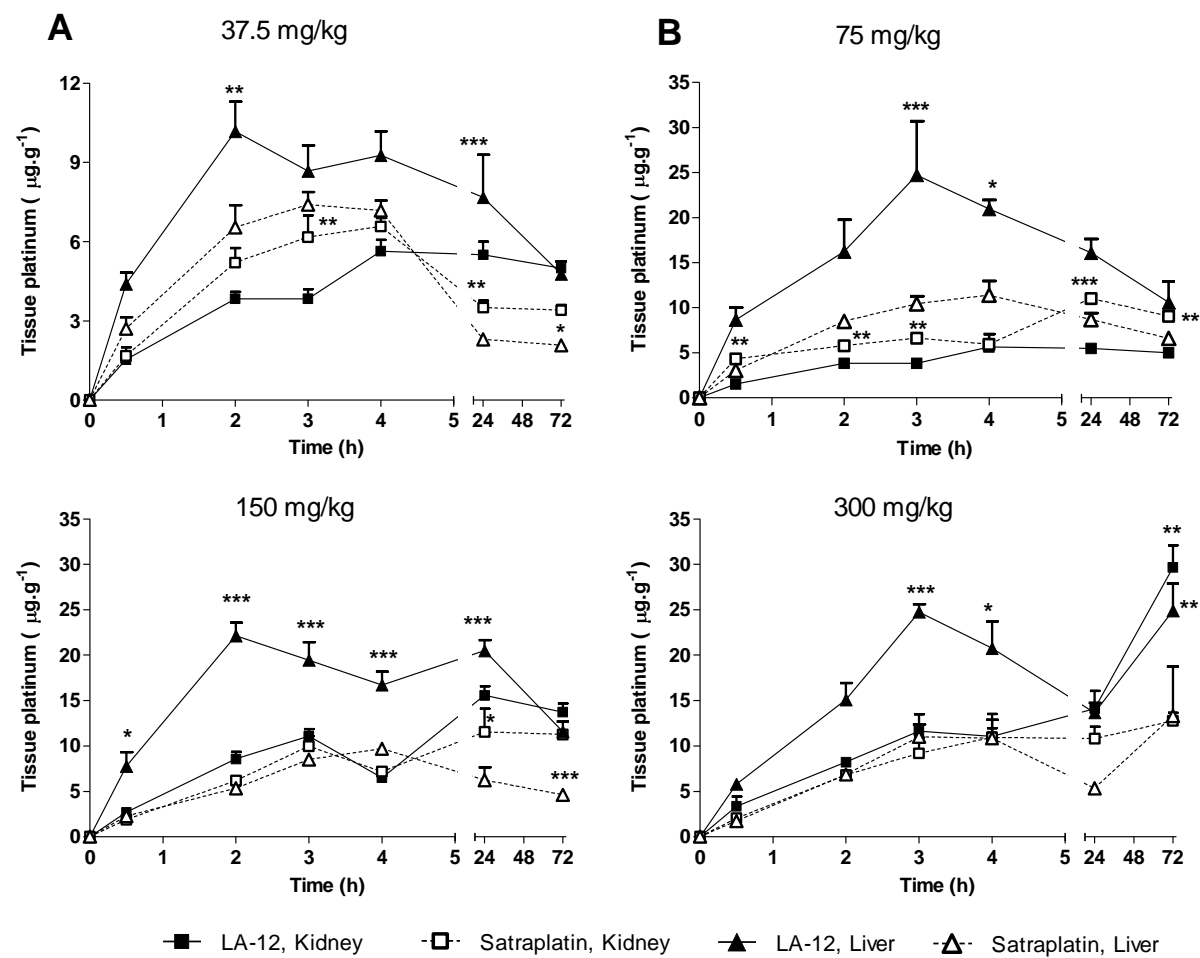 A
37.5 mg/kg
Tissue platinum ( µg.g-1)
12
9
6
3
0
**
***
**
**
*
0 1 2 3 4 5 24 48 72
Time (h)
B
75 mg/kg
Tissue platinum ( µg.g-1)
35
30
25
20
15
10
5
0
***
*
***
**
**
**
**
0 1 2 3 4 5 24 48 72
Time (h)
150 mg/kg
Tissue platinum ( µg.g-1)
35
30
25
20
15
10
5
0
***
***
***
***
*
*
***
0 1 2 3 4 5 24 48 72
Time (h)
300 mg/kg
Tissue platinum ( µg.g-1)
35
30
25
20
15
10
5
0
**
***
*
**
0 1 2 3 4 5 24 48 72
Time (h)
LA-12, Kidney Satraplatin, Kidney LA-12, Liver Satraplatin, Liver